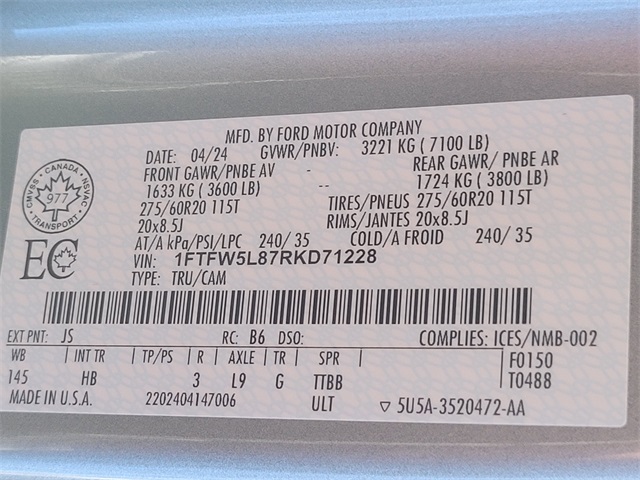 MFD. BY FORD MOTOR COMPANY
DATE: 04/24 GVWR/PNBV: 3221 KG ( 7100 LB)
FRONT GAWR/PNBE AV - REAR GAWR/ PNBE AR
1633 KG ( 3600 LB) -- 1724 KG ( 3800 LB)
275/60R20 115T TIRES/PNEUS 275/60R20 115T
20x8.5J RIMS/JANTES 20x8.5J
AT/A kPa/PSI/LPC 240/ 35 COLD/A FROID 240/ 35
VIN: 1FTFW5L87RKD71228
TYPE: TRU/CAM
CANADA
CMVSS NSVAC
977
TRANSPORT
EC
EXT PNT: JS RC: B6 DSO: COMPLIES: ICES/NMB-002
WB INT TR TP/PS R AXLE TR SPR F0150
145 HB 3 L9 G TTBB T0488
MADE IN U.S.A. 2202404147006 ULT ▽ 5U5A-3520472-AA